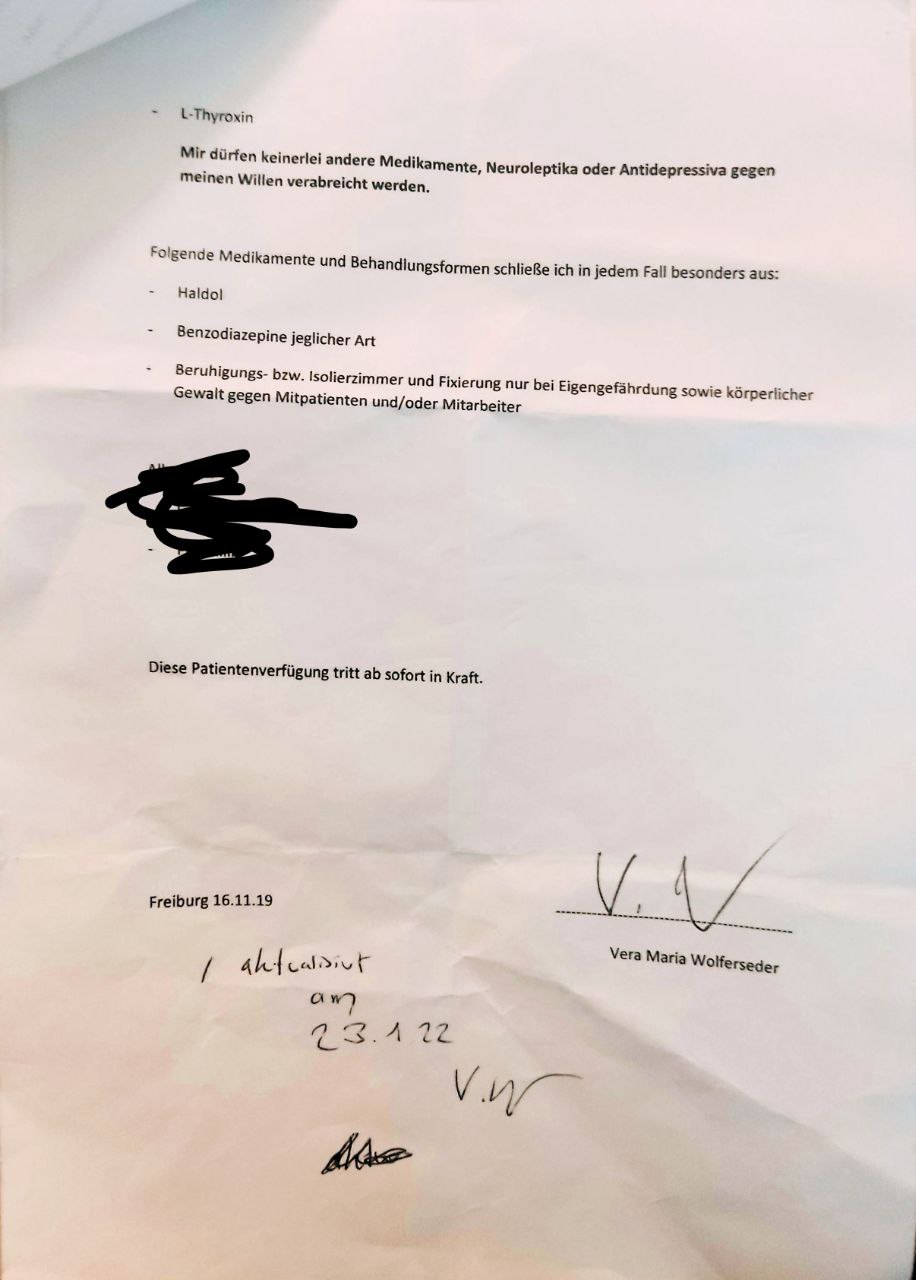 - L-Thyroxin
Mir dürfen keinerlei andere Medikamente, Neuroleptika oder Antidepressiva gegen
meinen Willen verabreicht werden.
Folgende Medikamente und Behandlungsformen schließe ich in jedem Fall besonders aus:
- Haldol
- Benzodiazepine jeglicher Art
- Beruhigungs- bzw. Isolierzimmer und Fixierung nur bei Eigengefährdung sowie körperlicher
Gewalt gegen Mitpatienten und/oder Mitarbeiter
-
Diese Patientenverfügung tritt ab sofort in Kraft.
Freiburg 16.11.19
V. W
Vera Maria Wolferseder
/ aktualisiert
am
23.1.22
V.W